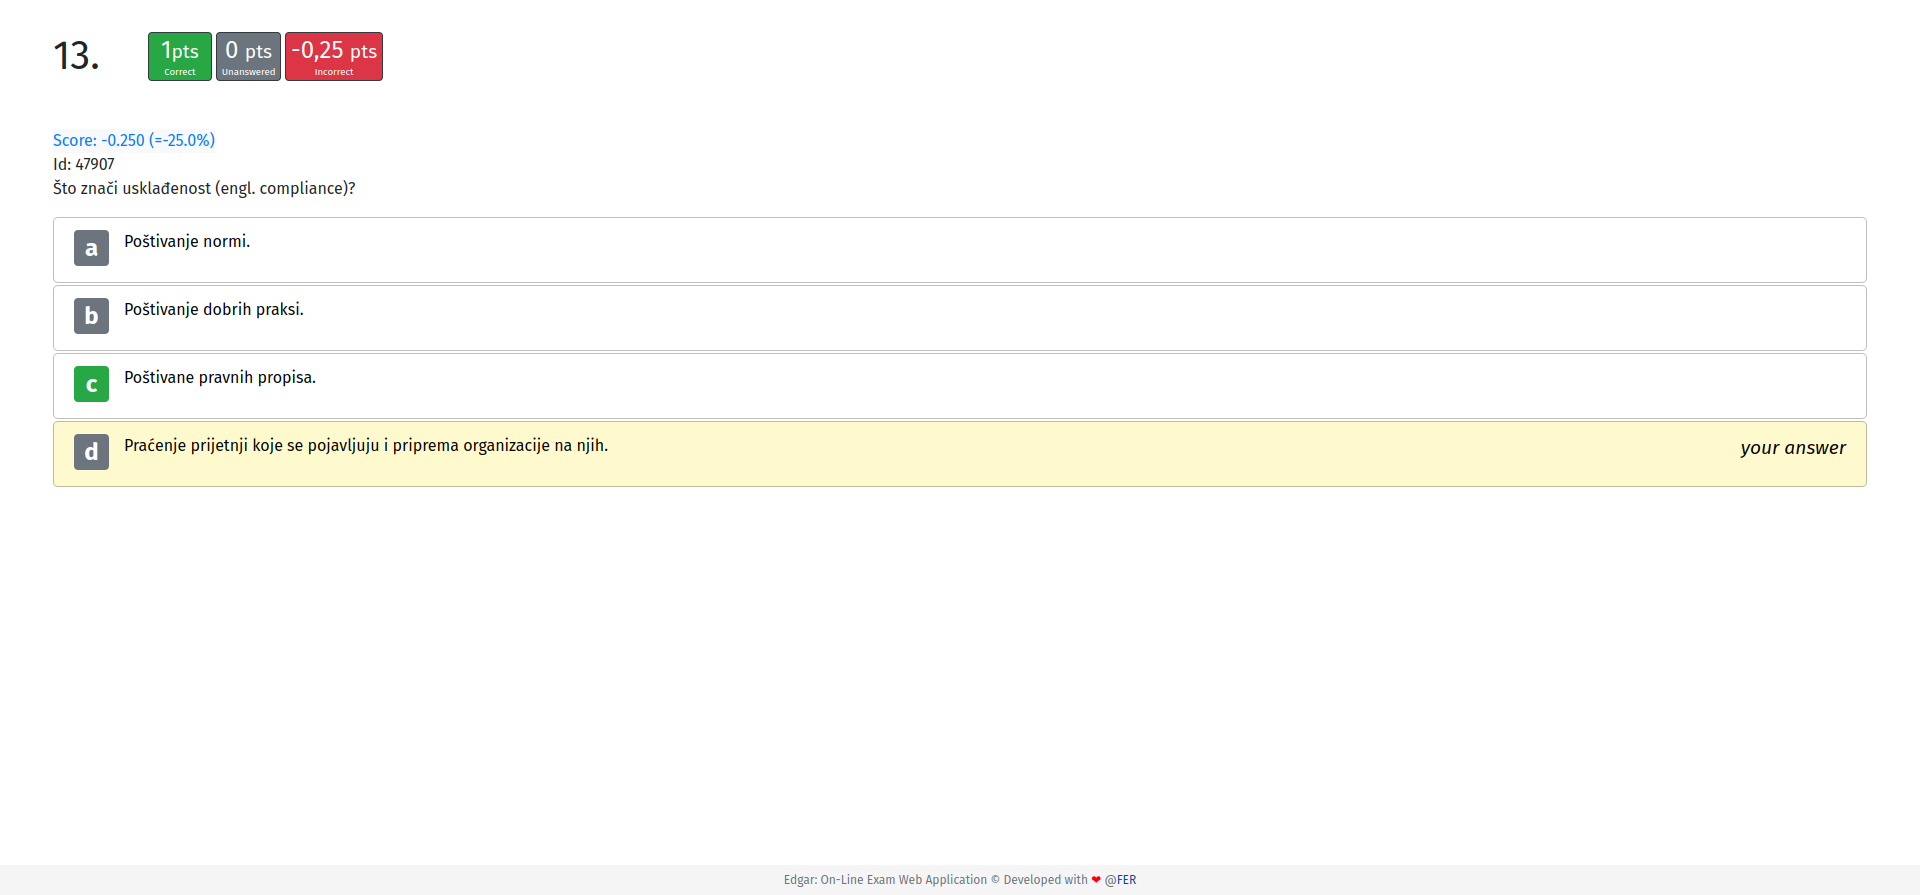 13.
1pts
Correct
0 pts
Unanswered
-0,25 pts
Incorrect
Score: -0.250 (=-25.0%)
Id: 47907
Što znači usklađenost (engl. compliance)?
a Poštivanje normi.
b Poštivanje dobrih praksi.
c Poštivane pravnih propisa.
d Praćenje prijetnji koje se pojavljuju i priprema organizacije na njih. your answer
Edgar: On-Line Exam Web Application © Developed with ❤ @FER